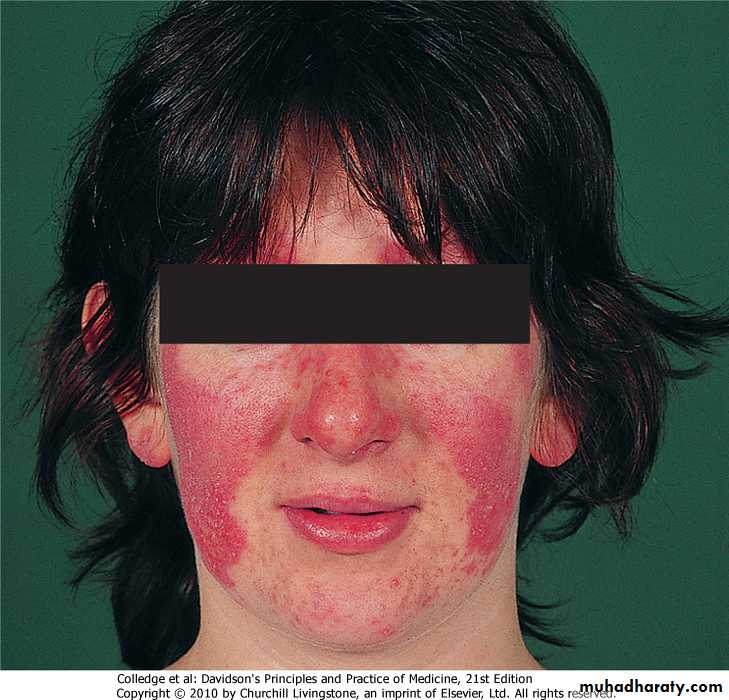 Colledge et al: Davidson's Principles and Practice of Medicine, 21st Edition
Copyright © 2010 by Churchill Livingstone, an imprint of Elsevier, Ltd. All rights reserved.
muhadharaty.com